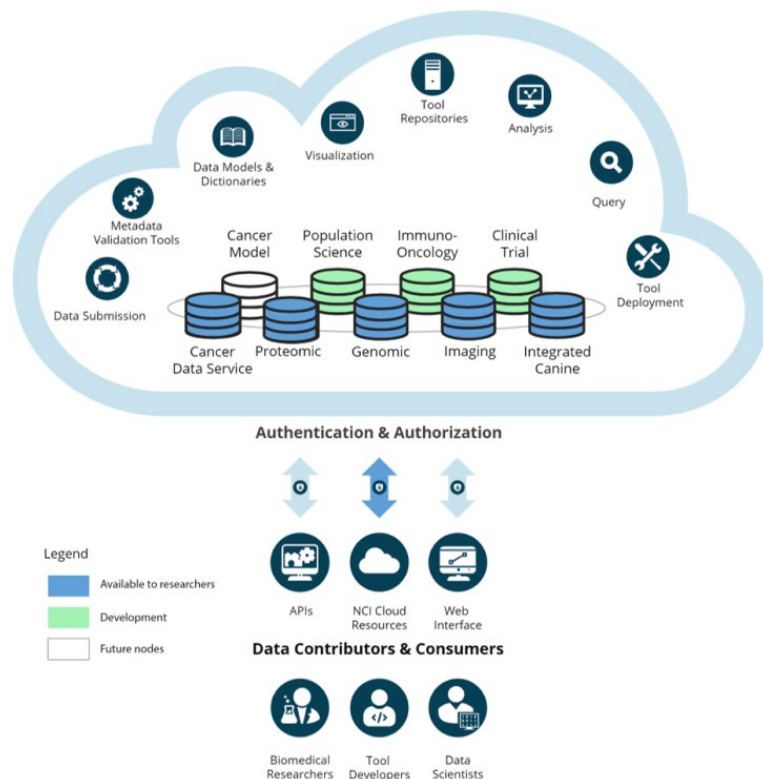 Tool
Repositories
Analysis
Visualization
Data Models &
Dictionaries
Query
Metadata
Validation Tools
Cancer
Model
Population
Science
Immuno-
Oncology
Clinical
Trial
Tool
Deployment
Data Submission
Cancer
Data Service
Proteomic
Genomic
Imaging
Integrated
Canine
Authentication & Authorization
Legend
Available to researchers
Development
Future nodes
APIs
NCI Cloud
Resources
Web
Interface
Data Contributors & Consumers
</>
Biomedical
Researchers
Tool
Developers
Data
Scientists